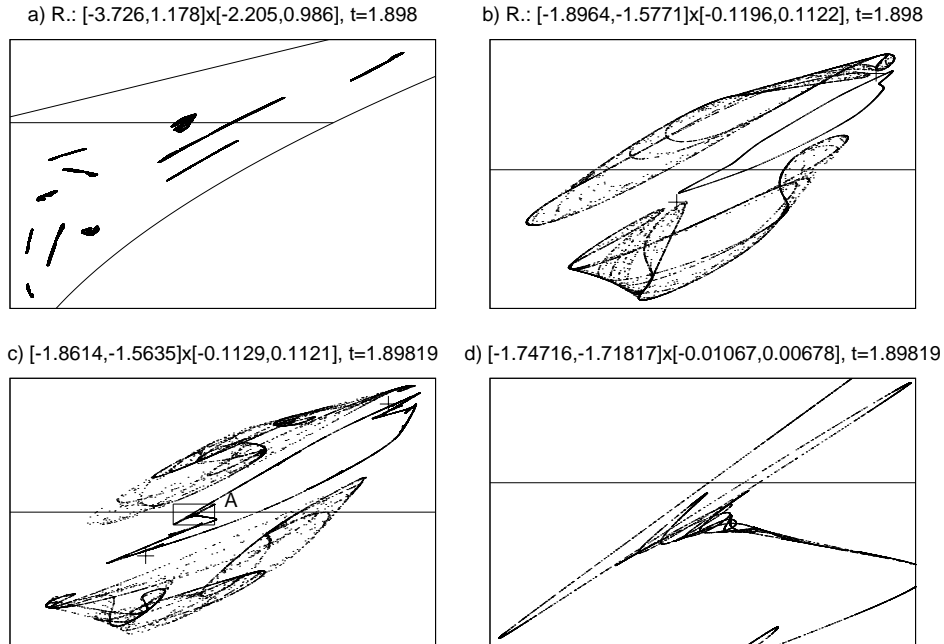 a) R.: [-3.726,1.178]x[-2.205,0.986], t=1.898
b) R.: [-1.8964,-1.5771]x[-0.1196,0.1122], t=1.898
c) [-1.8614,-1.5635]x[-0.1129,0.1121], t=1.89819
d) [-1.74716,-1.71817]x[-0.01067,0.00678], t=1.89819
A